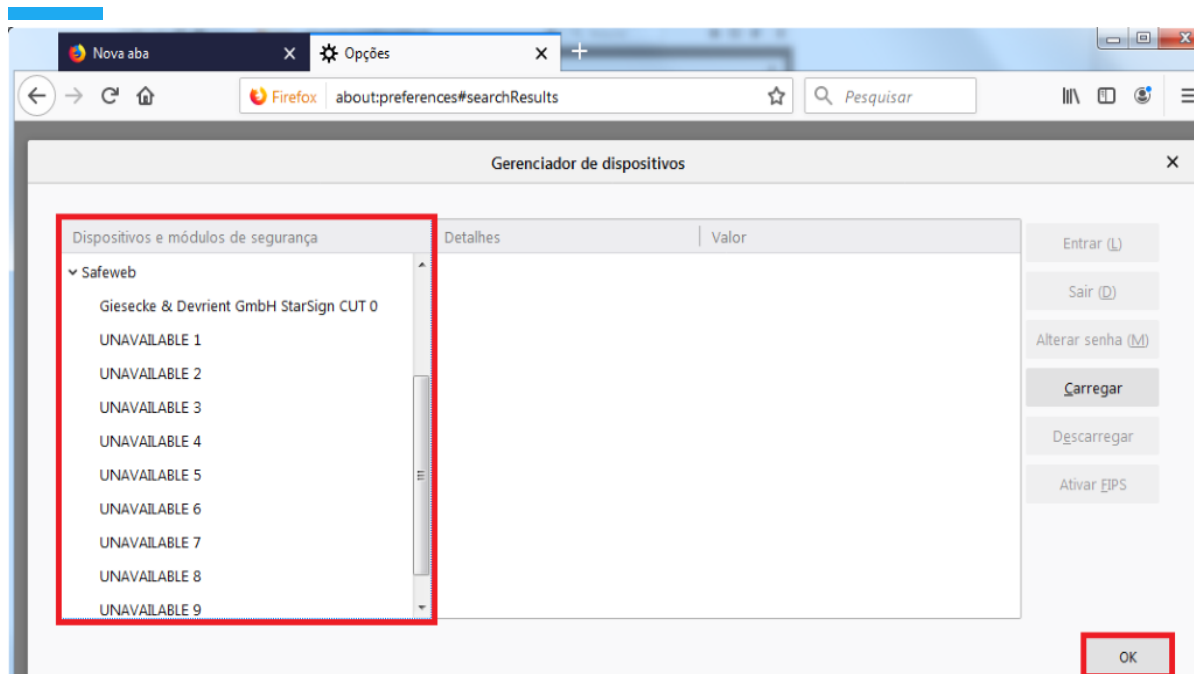 Nova aba
Opções
Firefox about:preferences#searchResults
Pesquisar
Gerenciador de dispositivos
Dispositivos e módulos de segurança Detalhes Valor
Safeweb
Giesecke & Devrient GmbH StarSign CUT 0
UNAVAILABLE 1
UNAVAILABLE 2
UNAVAILABLE 3
UNAVAILABLE 4
UNAVAILABLE 5
UNAVAILABLE 6
UNAVAILABLE 7
UNAVAILABLE 8
UNAVAILABLE 9
Entrar (L)
Sair (D)
Alterar senha (M)
Carregar
Descarregar
Ativar FIPS
OK